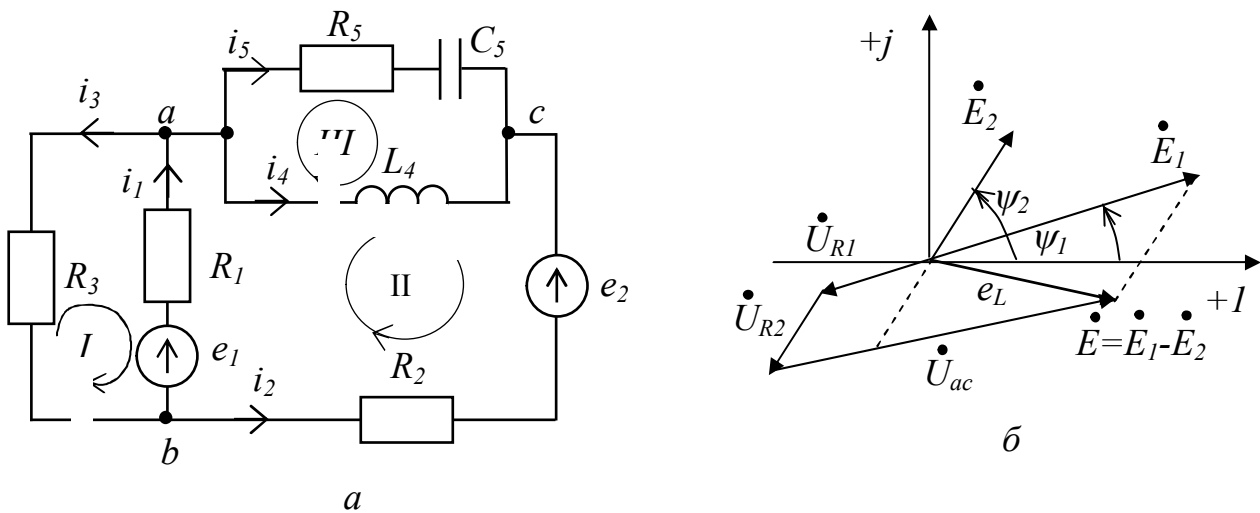 R5
C5
i5
i3
a
c
i1
i4
L4
R3
R1
II
e2
I
e1
R2
i2
b
a
+j
Ė2
Ė1
ψ2
U̇R1
ψ1
eL
+1
U̇R2
Ė=Ė1-Ė2
U̇ac
б